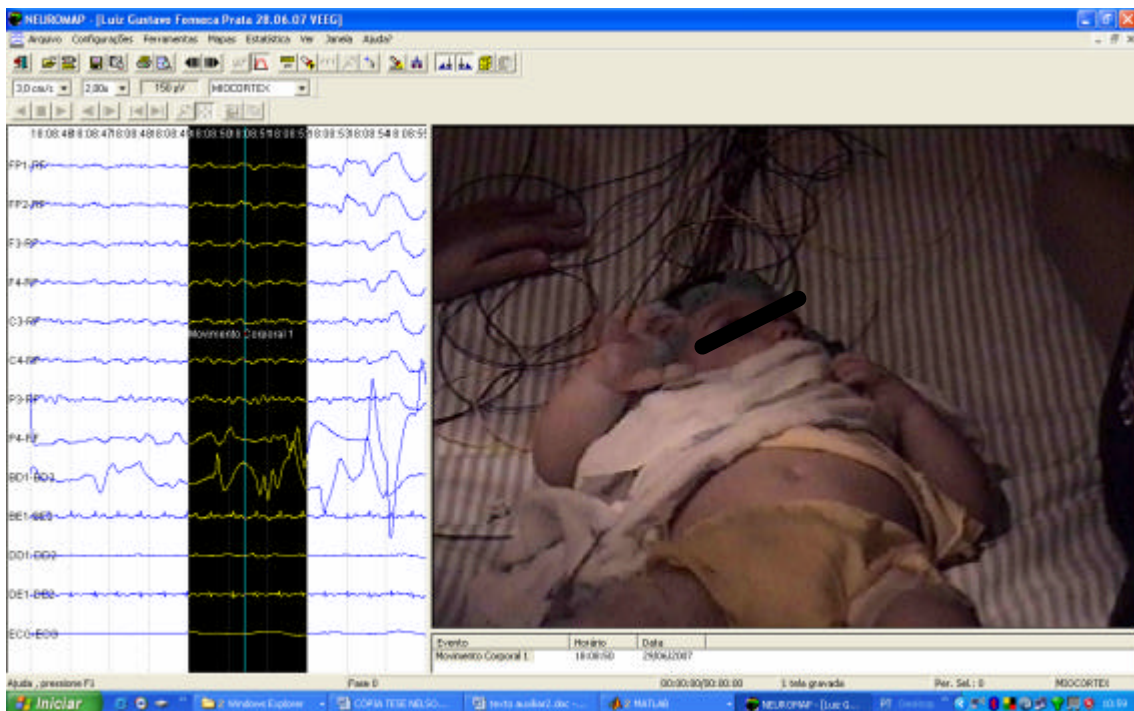 NEUROMAP - [Luiz Gustavo Fonseca Prata 28.06.07 VEEG]
Arquivo Configurações Ferramentas Mapas Estatística Ver Janela Ajuda?
3,0 cm/s 2,00s 150 µV MIOCORTEX
FP1-RF
FP2-RF
F3-RF
F4-RF
C3-RF
Movimento Corporal 1
C4-RF
P3-RF
P4-RF
BD1-BD2
BE1-BE2
DD1-DD2
DE1-DE2
ECG-ECG
Evento Horário Data
Movimento Corporal 1 18:08:50 29/06/2007
Ajuda , pressione F1 Fase 0 00:00:00/00:00:00 1 tela gravada Per. Sel.: 0 MIOCORTEX
Iniciar 2 Windows Explorer COPIA TESE NELSO... texto auxiliar2.doc -... 2 MATLAB NEUROMAP - [Luiz G... PT 10:59